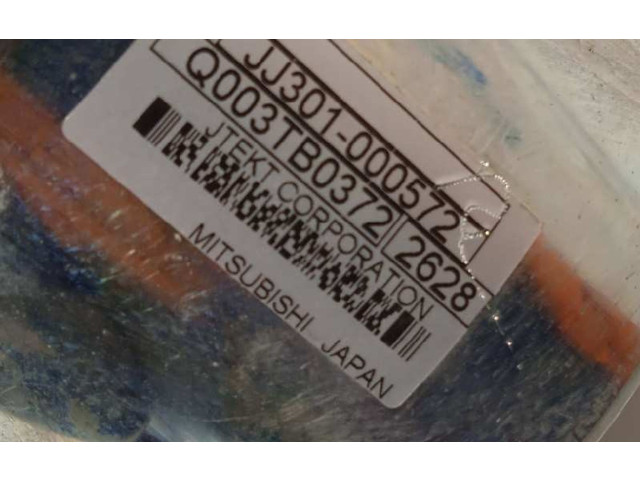 JJ301-000572
Q003TB0372 2628
JTEKT CORPORATION
MITSUBISHI JAPAN